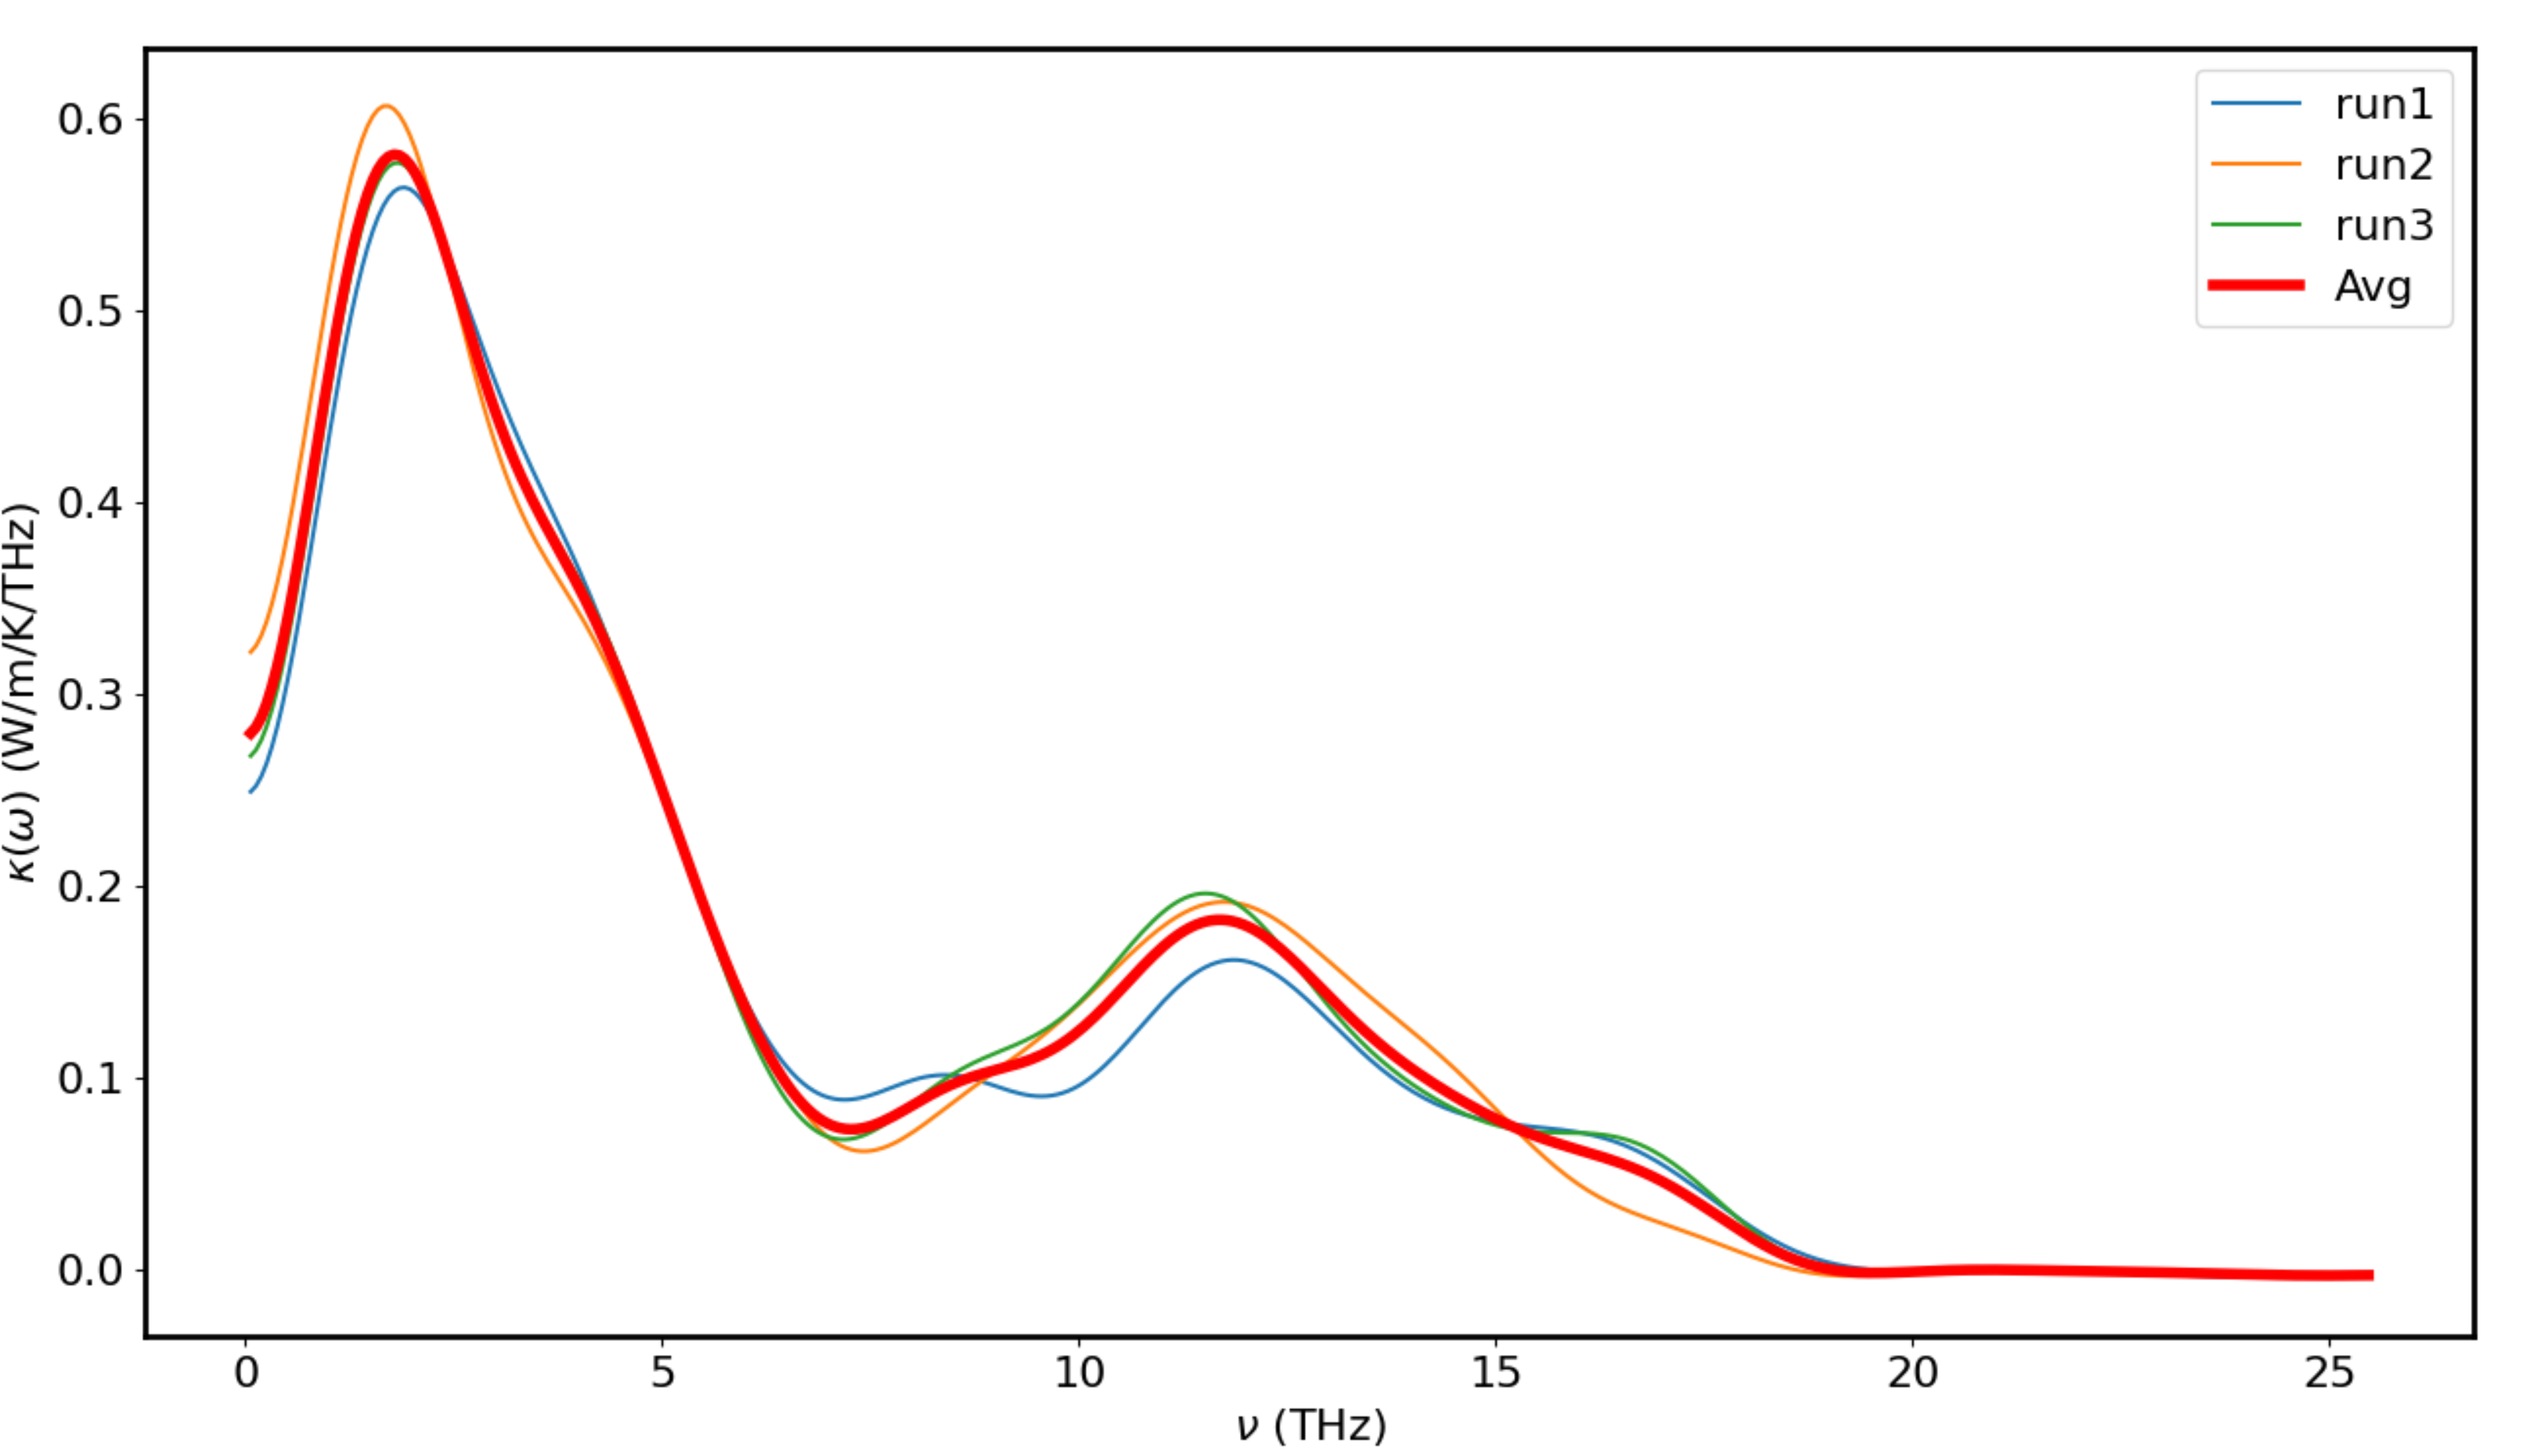 κ(ω) (W/m/K/THz)
0.6
0.5
0.4
0.3
0.2
0.1
0.0
run1
run2
run3
Avg
0 5 10 15 20 25
ν (THz)